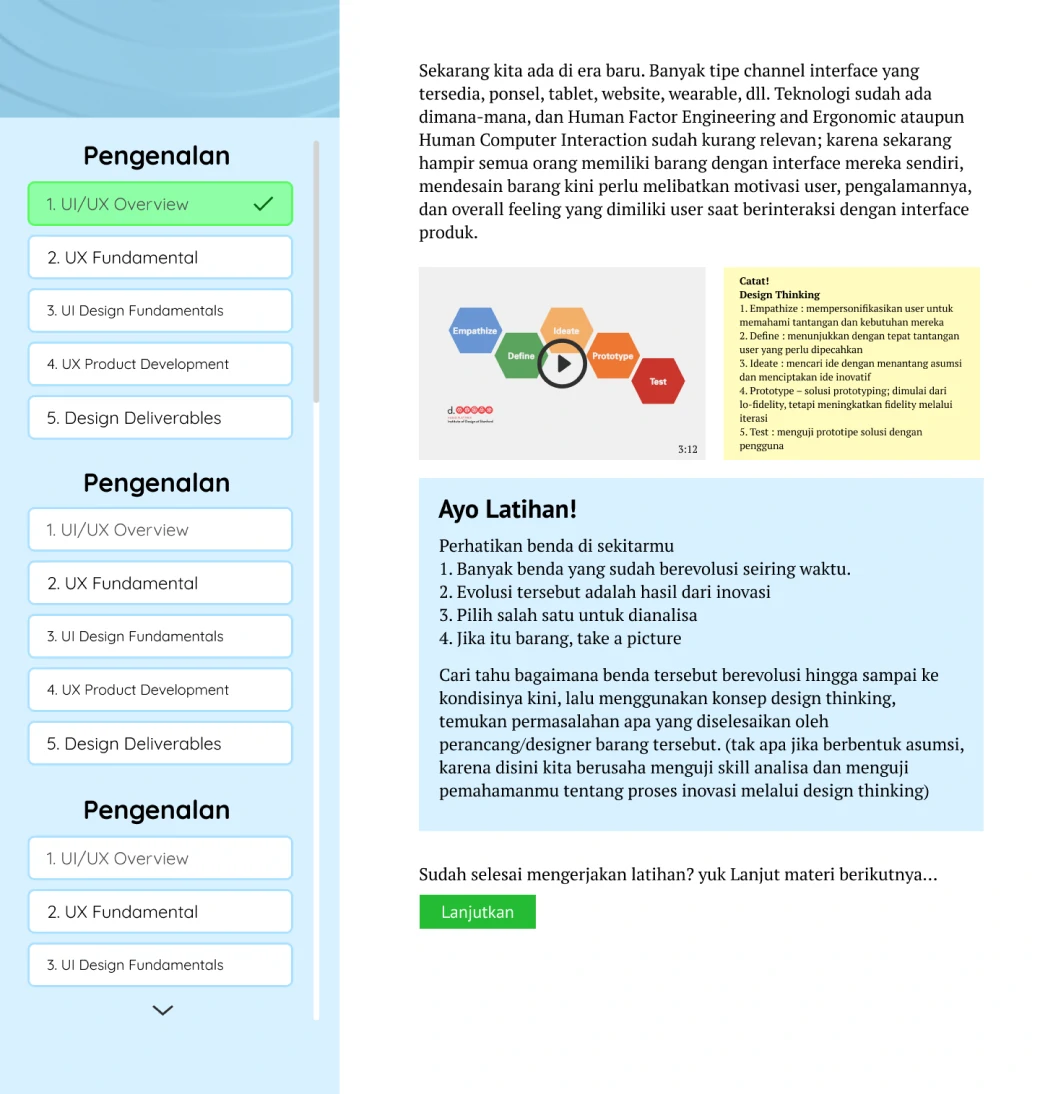 Pengenalan
1. UI/UX Overview
2. UX Fundamental
3. UI Design Fundamentals
4. UX Product Development
5. Design Deliverables
Pengenalan
1. UI/UX Overview
2. UX Fundamental
3. UI Design Fundamentals
4. UX Product Development
5. Design Deliverables
Pengenalan
1. UI/UX Overview
2. UX Fundamental
3. UI Design Fundamentals
Sekarang kita ada di era baru. Banyak tipe channel interface yang
tersedia, ponsel, tablet, website, wearable, dll. Teknologi sudah ada
dimana-mana, dan Human Factor Engineering and Ergonomic ataupun
Human Computer Interaction sudah kurang relevan; karena sekarang
hampir semua orang memiliki barang dengan interface mereka sendiri,
mendesain barang kini perlu melibatkan motivasi user, pengalamannya,
dan overall feeling yang dimiliki user saat berinteraksi dengan interface
produk.
Empathize
Define
Ideate
Prototype
Test
d.
Institute of Design at Stanford
3:12
Catat!
Design Thinking
1. Empathize : mempersonifikasikan user untuk
memahami tantangan dan kebutuhan mereka
2. Define : menunjukkan dengan tepat tantangan
user yang perlu dipecahkan
3. Ideate : mencari ide dengan menantang asumsi
dan menciptakan ide inovatif
4. Prototype – solusi prototyping; dimulai dari
lo-fidelity, tetapi meningkatkan fidelity melalui
iterasi
5. Test : menguji prototipe solusi dengan
pengguna
Ayo Latihan!
Perhatikan benda di sekitarmu
1. Banyak benda yang sudah berevolusi seiring waktu.
2. Evolusi tersebut adalah hasil dari inovasi
3. Pilih salah satu untuk dianalisa
4. Jika itu barang, take a picture
Cari tahu bagaimana benda tersebut berevolusi hingga sampai ke
kondisinya kini, lalu menggunakan konsep design thinking,
temukan permasalahan apa yang diselesaikan oleh
perancang/designer barang tersebut. (tak apa jika berbentuk asumsi,
karena disini kita berusaha menguji skill analisa dan menguji
pemahamanmu tentang proses inovasi melalui design thinking)
Sudah selesai mengerjakan latihan? yuk Lanjut materi berikutnya...
Lanjutkan